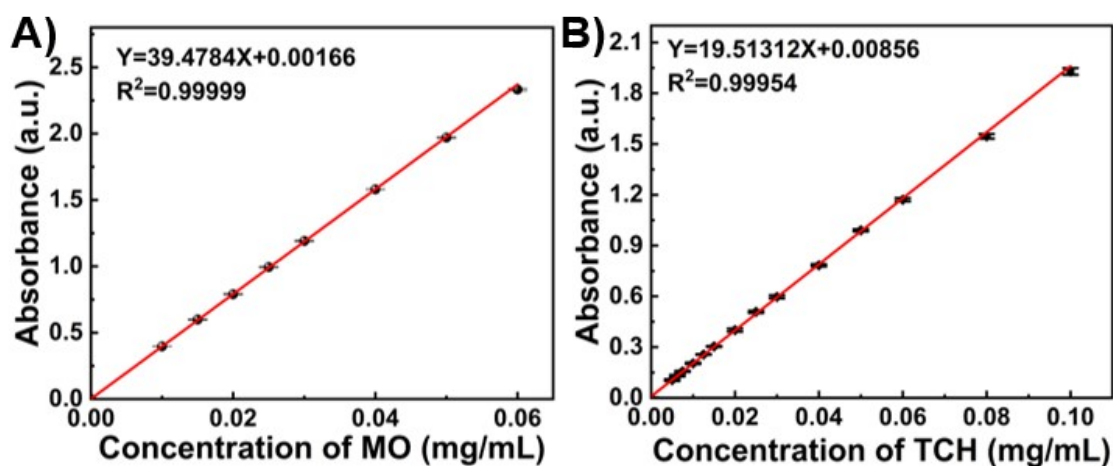 A)
Y=39.4784X+0.00166
R²=0.99999
Absorbance (a.u.)
2.5
2.0
1.5
1.0
0.5
0.0
0.00 0.02 0.04 0.06
Concentration of MO (mg/mL)
B)
Y=19.51312X+0.00856
R²=0.99954
Absorbance (a.u.)
2.1
1.8
1.5
1.2
0.9
0.6
0.3
0.0
0.00 0.02 0.04 0.06 0.08 0.10
Concentration of TCH (mg/mL)